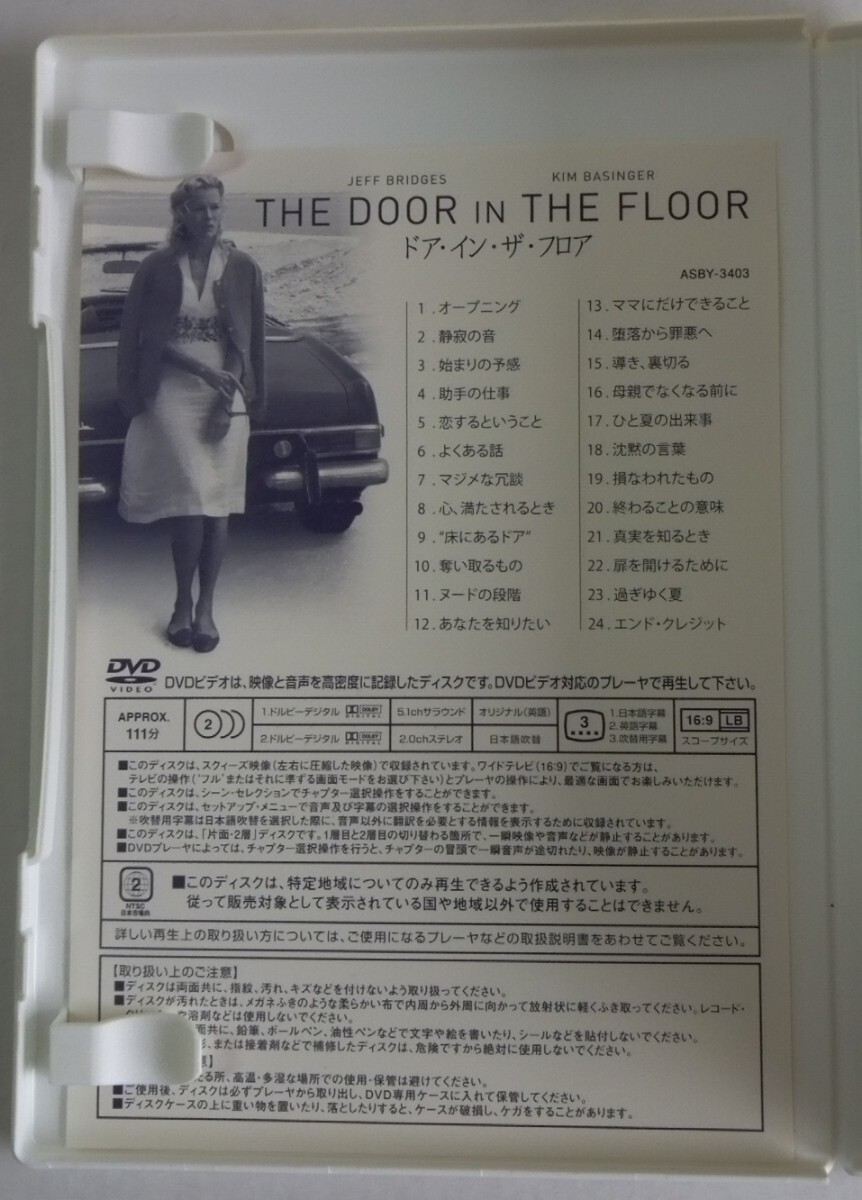 JEFF BRIDGES KIM BASINGER
THE DOOR IN THE FLOOR
ドア・イン・ザ・フロア
ASBY-3403
1.オープニング
2.静寂の音
3.始まりの予感
4.助手の仕事
5.恋するということ
6.よくある話
7.マジメな冗談
8.心、満たされるとき
9.“床にあるドア”
10.奪い取るもの
11.ヌードの段階
12.あなたを知りたい
13.ママにだけできること
14.堕落から罪悪へ
15.導き、裏切る
16.母親でなくなる前に
17.ひと夏の出来事
18.沈黙の言葉
19.損なわれたもの
20.終わることの意味
21.真実を知るとき
22.扉を開けるために
23.過ぎゆく夏
24.エンド・クレジット
DVD
VIDEO
DVDビデオは、映像と音声を高密度に記録したディスクです。DVDビデオ対応のプレーヤで再生して下さい。
APPROX.
111分
2
1.ドルビーデジタル DOLBY DIGITAL 5.1chサラウンド オリジナル(英語)
2.ドルビーデジタル DOLBY DIGITAL 2.0chステレオ 日本語吹替
3
1.日本語字幕
2.英語字幕
3.吹替用字幕
16:9 LB
スコープサイズ
■このディスクは、スクィーズ映像(左右に圧縮した映像)で収録されています。ワイドテレビ(16:9)でご覧になる方は、
テレビの操作(“フル”またはそれに準ずる画面モードをお選び下さい)とプレーヤの操作により、最適な画面でお楽しみいただけます。
■このディスクは、シーン・セレクションでチャプター選択操作をすることができます。
■このディスクは、セットアップ・メニューで音声及び字幕の選択操作をすることができます。
※吹替用字幕は日本語吹替を選択した際に、音声以外に翻訳を必要とする情報を表示するために収録されています。
■このディスクは、「片面・2層」ディスクです。1層目と2層目の切り替わる箇所で、一瞬映像や音声などが静止することがあります。
■DVDプレーヤによっては、チャプター選択操作を行うと、チャプターの冒頭で一瞬音声が途切れたり、映像が静止することがあります。
2
NTSC
日本市場向
■このディスクは、特定地域についてのみ再生できるよう作成されています。
従って販売対象として表示されている国や地域以外で使用することはできません。
詳しい再生上の取り扱い方については、ご使用になるプレーヤなどの取扱説明書をあわせてご覧ください。
【取り扱い上のご注意】
■ディスクは両面共に、指紋、汚れ、キズなどを付けないよう取り扱ってください。
■ディスクが汚れたときは、メガネふきのような柔らかい布で内周から外周に向かって放射状に軽くふき取ってください。レコード・
や溶剤などは使用しないでください。
面共に、鉛筆、ボールペン、油性ペンなどで文字や絵を書いたり、シールなどを貼付しないでください。
、または接着剤などで補修したディスクは、危険ですから絶対に使用しないでください。
】
る所、高温・多湿な場所での使用・保管は避けてください。
■ご使用後、ディスクは必ずプレーヤから取り出し、DVD専用ケースに入れて保管してください。
■ディスクケースの上に重い物を置いたり、落としたりすると、ケースが破損し、ケガをすることがあります。